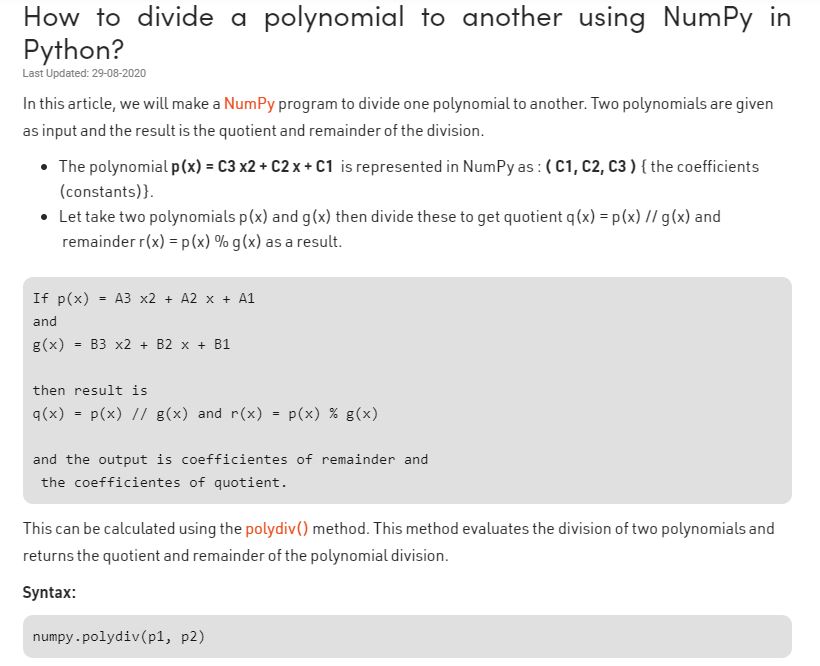 How to divide a polynomial to another using NumPy in
Python?
Last Updated: 29-08-2020
In this article, we will make a NumPy program to divide one polynomial to another. Two polynomials are given
as input and the result is the quotient and remainder of the division.
• The polynomial p(x) = C3 x2 + C2 x + C1 is represented in NumPy as : ( C1, C2, C3 ) { the coefficients
(constants)}.
• Let take two polynomials p(x) and g(x) then divide these to get quotient q(x) = p(x) // g(x) and
remainder r(x) = p(x) % g(x) as a result.
If p(x) = A3 x2 + A2 x + A1
and
g(x) = B3 x2 + B2 x + B1
then result is
q(x) = p(x) // g(x) and r(x) = p(x) % g(x)
and the output is coefficientes of remainder and
the coefficientes of quotient.
This can be calculated using the polydiv() method. This method evaluates the division of two polynomials and
returns the quotient and remainder of the polynomial division.
Syntax:
numpy.polydiv(p1, p2)